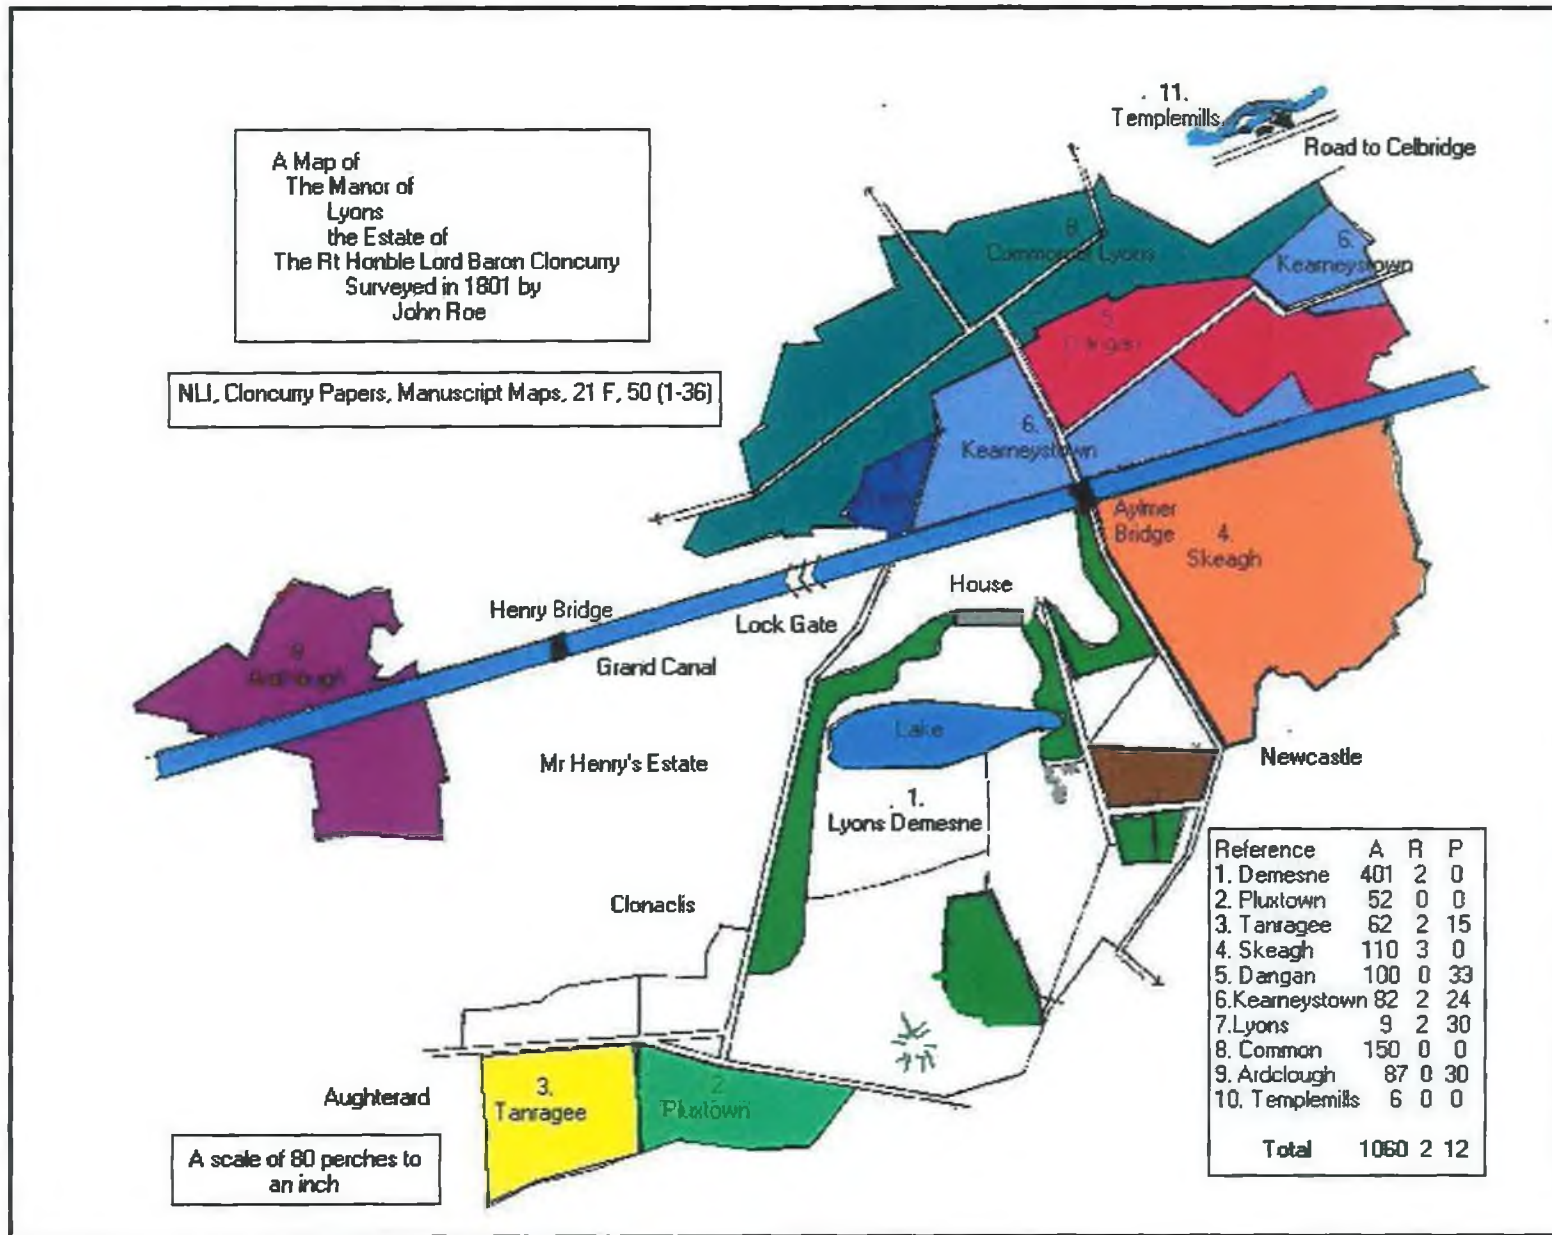 A Map of
The Manor of
Lyons
the Estate of
The Rt Honble Lord Baron Cloncurry
Surveyed in 1801 by
John Roe
NLI, Cloncurry Papers, Manuscript Maps, 21 F, 50 (1-36)
11.
Templemills
Road to Celbridge
8.
Common of Lyons
6.
Kearneystown
5.
Dangan
6.
Kearneystown
Aylmer
Bridge
4.
Skeagh
House
Henry Bridge
Lock Gate
Grand Canal
9
Ardclough
Lake
Mr Henry's Estate
Newcastle
1.
Lyons Demesne
Clonaclis
3.
Tanragee
2
Pluxtown
Aughterard
A scale of 80 perches to
an inch
Reference A R P
1. Demesne 401 2 0
2. Pluxtown 52 0 0
3. Tanragee 62 2 15
4. Skeagh 110 3 0
5. Dangan 100 0 33
6.Kearneystown 82 2 24
7.Lyons 9 2 30
8. Common 150 0 0
9. Ardclough 87 0 30
10. Templemills 6 0 0
Total 1060 2 12